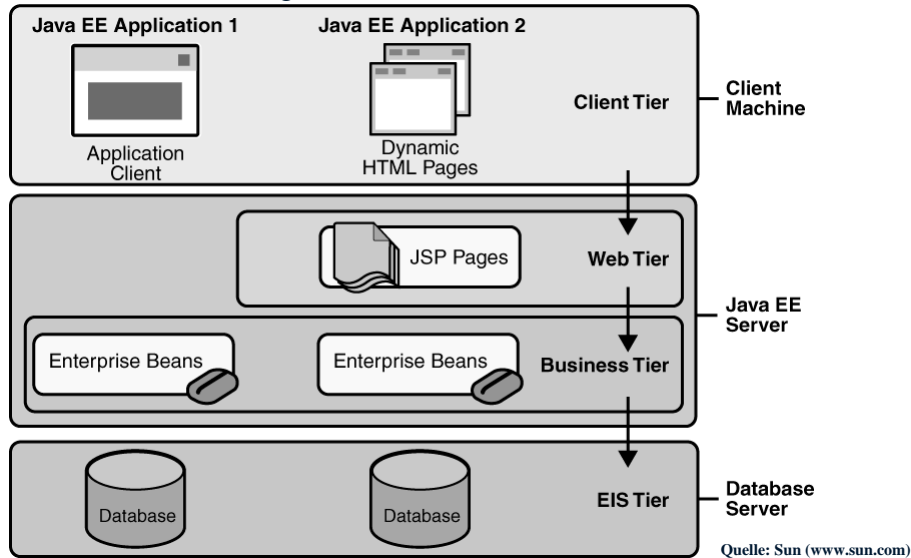 Java EE Application 1
Java EE Application 2
Application
Client
Dynamic
HTML Pages
Client Tier
Client
Machine
JSP Pages
Web Tier
Java EE
Server
Enterprise Beans
Enterprise Beans
Business Tier
Database
Database
EIS Tier
Database
Server
Quelle: Sun (www.sun.com)